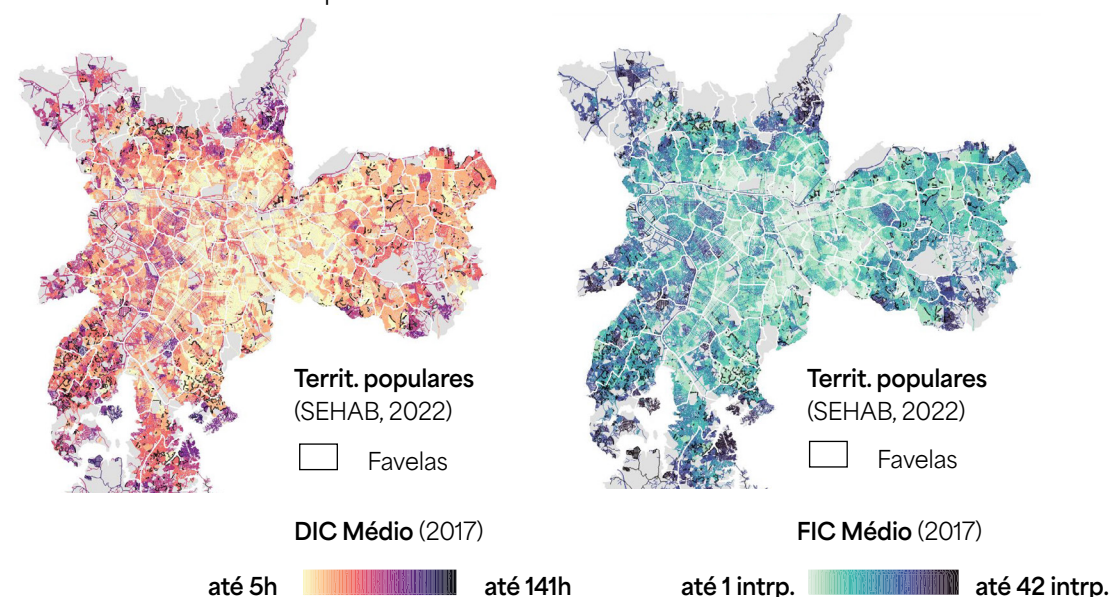 Territ. populares
(SEHAB, 2022)
Favelas
DIC Médio (2017)
até 5h
até 141h
Territ. populares
(SEHAB, 2022)
Favelas
FIC Médio (2017)
até 1 intrp.
até 42 intrp.